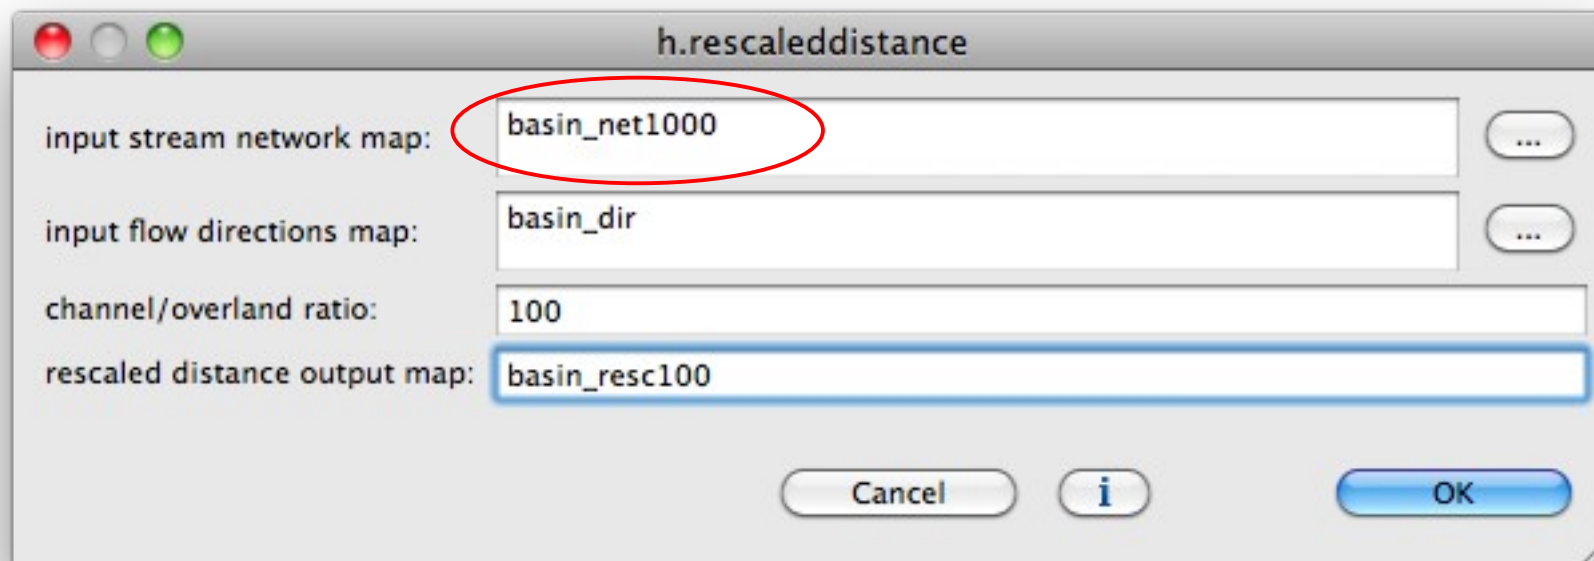 h.rescaleddistance
input stream network map: basin_net1000 ...
input flow directions map: basin_dir ...
channel/overland ratio: 100
rescaled distance output map: basin_resc100
Cancel i OK